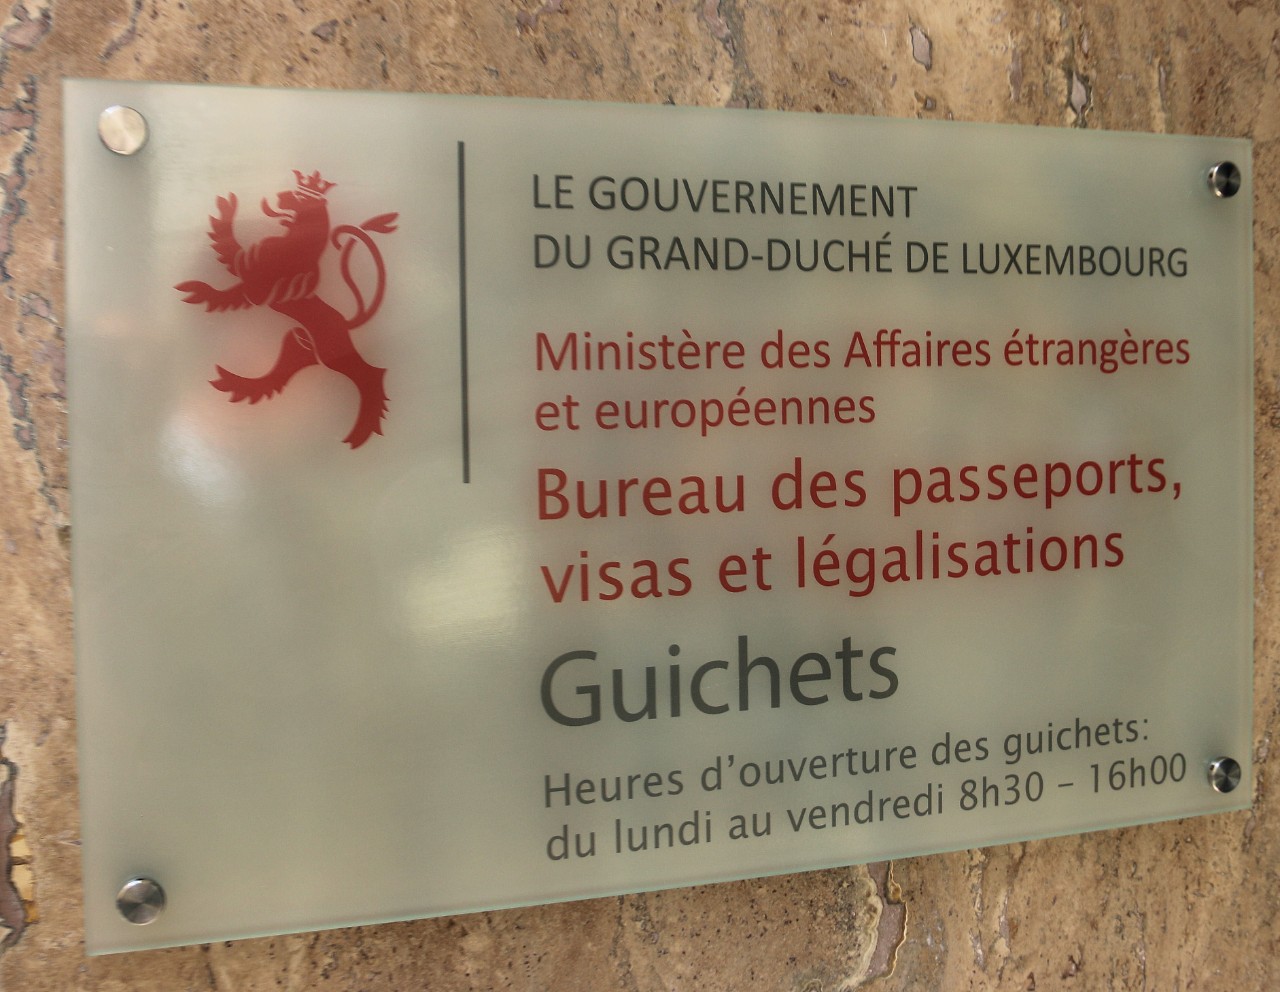 LE GOUVERNEMENT
DU GRAND-DUCHÉ DE LUXEMBOURG
Ministère des Affaires étrangères
et européennes
Bureau des passeports,
visas et légalisations
Guichets
Heures d’ouverture des guichets:
du lundi au vendredi 8h30 – 16h00